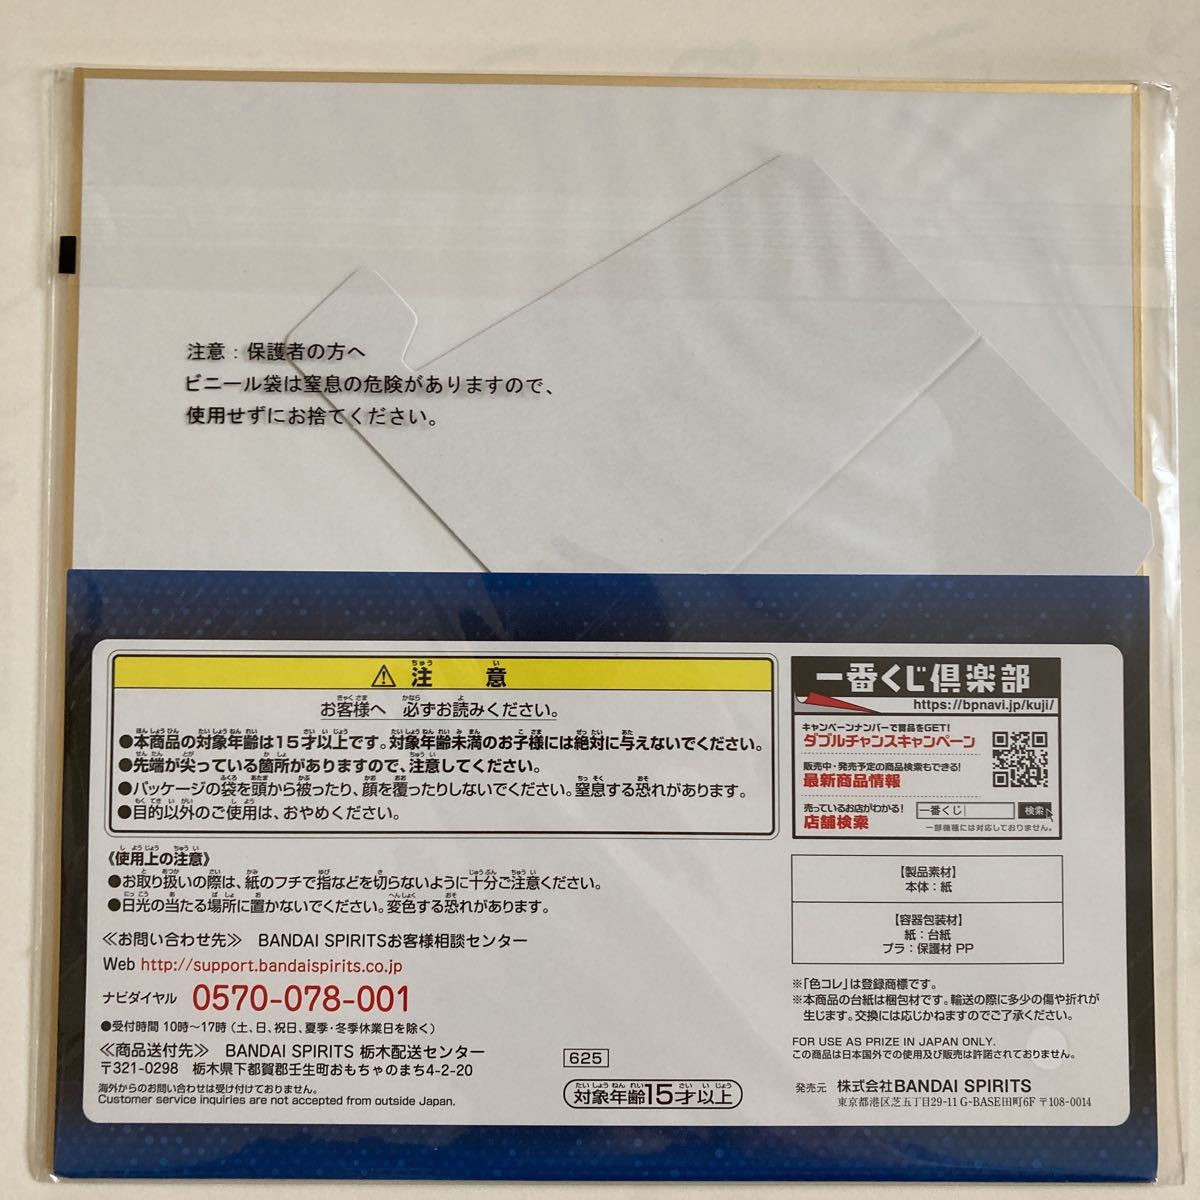 注意：保護者の方へ
ビニール袋は窒息の危険がありますので、
使用せずにお捨てください。
⚠ 注意
ちゅう い
お客様へ 必ずお読みください。
きゃくさま かなら よ
●本商品の対象年齢は15才以上です。対象年齢未満のお子様には絶対に与えないでください。
●先端が尖っている箇所がありますので、注意してください。
●パッケージの袋を頭から被ったり、顔を覆ったりしないでください。窒息する恐れがあります。
●目的以外のご使用は、おやめください。
《使用上の注意》
●お取り扱いの際は、紙のフチで指などを切らないように十分ご注意ください。
●日光の当たる場所に置かないでください。変色する恐れがあります。
≪お問い合わせ先≫ BANDAI SPIRITSお客様相談センター
Web http://support.bandaispirits.co.jp
ナビダイヤル 0570-078-001
●受付時間 10時～17時（土、日、祝日、夏季・冬季休業日を除く）
≪商品送付先≫ BANDAI SPIRITS 栃木配送センター
〒321-0298 栃木県下都賀郡壬生町おもちゃのまち4-2-20
海外からのお問い合わせは受け付けておりません。
Customer service inquiries are not accepted from outside Japan.
625
対象年齢15才以上
たいしょうねんれい さい いじょう
一番くじ倶楽部
https://bpnavi.jp/kuji/
キャンペーンナンバーで賞品をGET!
ダブルチャンスキャンペーン
販売中・発売予定の商品検索もできる!
最新商品情報
売っているお店がわかる!
店舗検索
一番くじ 検索
一部機種には対応しておりません。
【製品素材】
本体：紙
【容器包装材】
紙：台紙
プラ：保護材 PP
※「色コレ」は登録商標です。
※本商品の台紙は梱包材です。輸送の際に多少の傷や折れが
生じます。交換には応じかねますのでご了承ください。
FOR USE AS PRIZE IN JAPAN ONLY.
この商品は日本国外での使用及び販売は許諾されておりません。
発売元 株式会社BANDAI SPIRITS
東京都港区芝五丁目29-11 G-BASE田町6F 〒108-0014